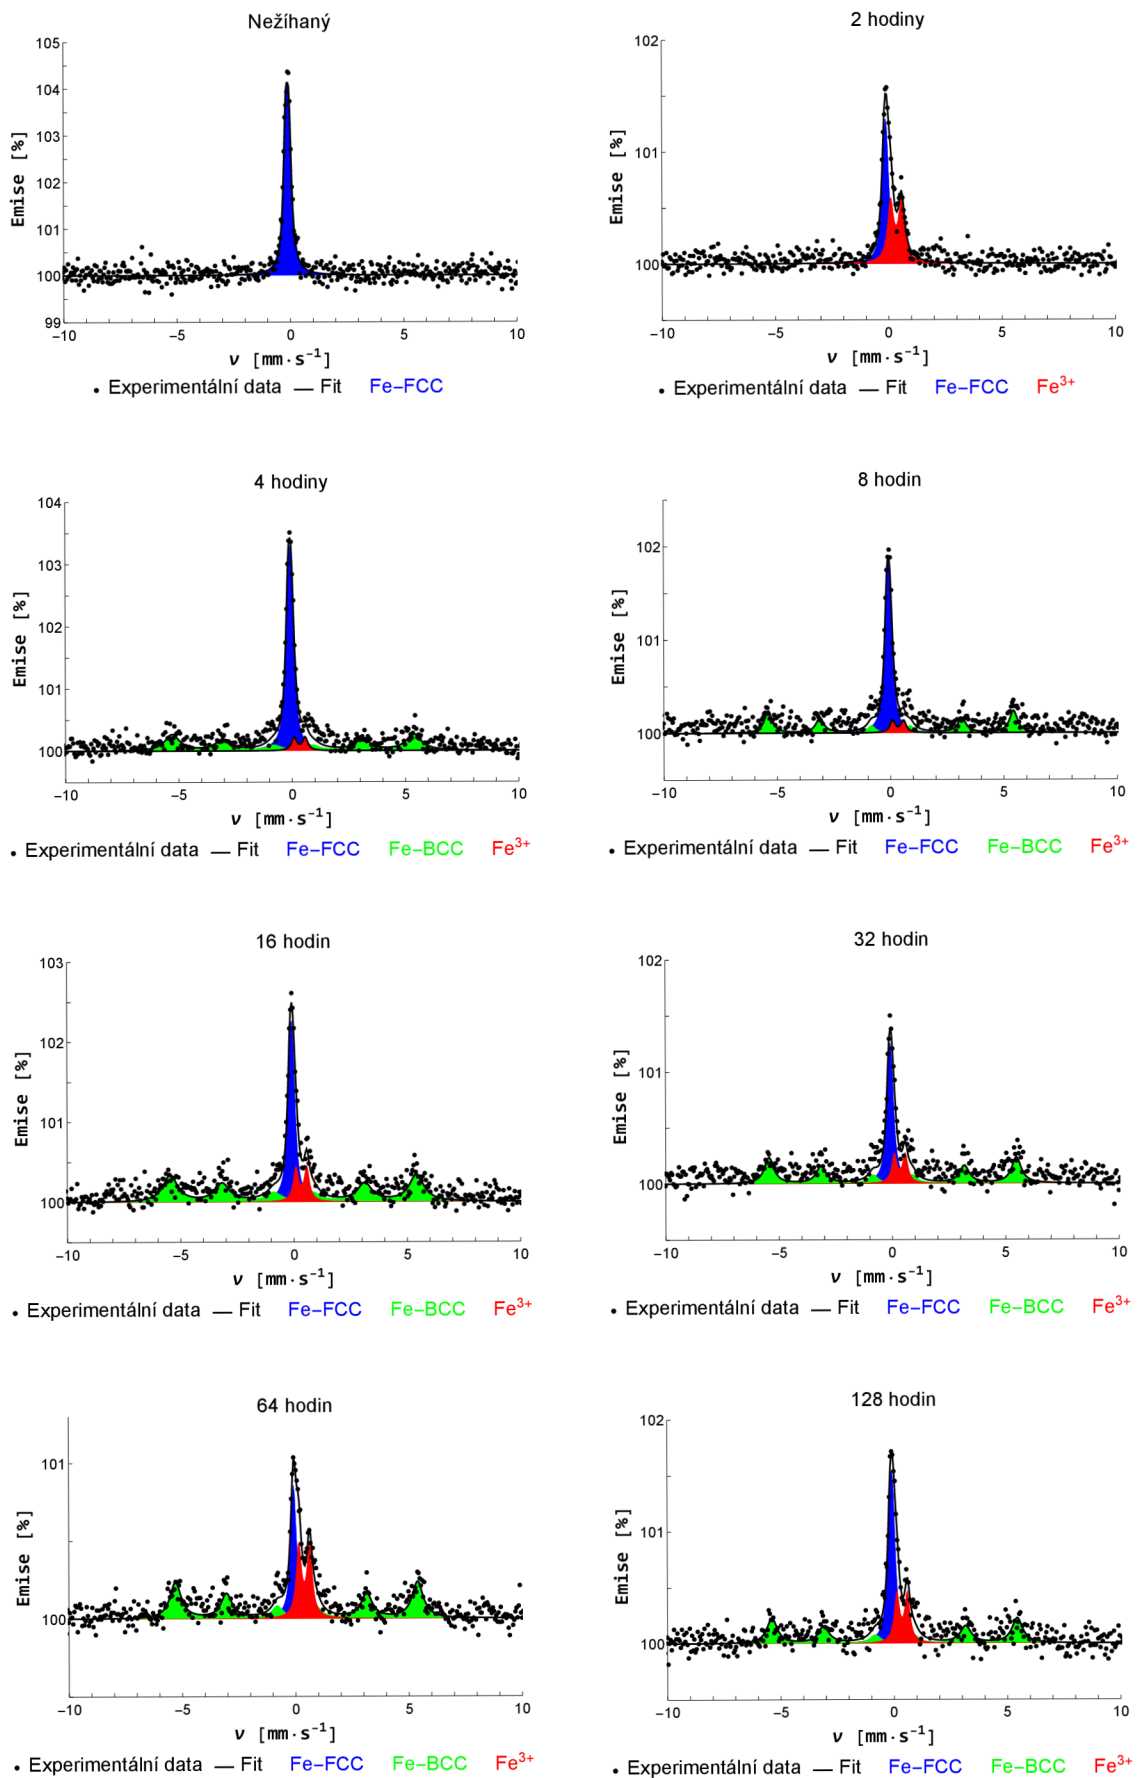 Nežíhaný
105
104
103
102
101
100
99
Emise [%]
-10 -5 0 5 10
ν [mm·s⁻¹]
• Experimentální data — Fit Fe-FCC
2 hodiny
102
101
100
Emise [%]
-10 -5 0 5 10
ν [mm·s⁻¹]
• Experimentální data — Fit Fe-FCC Fe³⁺
4 hodiny
104
103
102
101
100
Emise [%]
-10 -5 0 5 10
ν [mm·s⁻¹]
• Experimentální data — Fit Fe-FCC Fe-BCC Fe³⁺
8 hodin
102
101
100
Emise [%]
-10 -5 0 5 10
ν [mm·s⁻¹]
• Experimentální data — Fit Fe-FCC Fe-BCC Fe³⁺
16 hodin
103
102
101
100
Emise [%]
-10 -5 0 5 10
ν [mm·s⁻¹]
• Experimentální data — Fit Fe-FCC Fe-BCC Fe³⁺
32 hodin
102
101
100
Emise [%]
-10 -5 0 5 10
ν [mm·s⁻¹]
• Experimentální data — Fit Fe-FCC Fe-BCC Fe³⁺
64 hodin
101
100
Emise [%]
-10 -5 0 5 10
ν [mm·s⁻¹]
• Experimentální data — Fit Fe-FCC Fe-BCC Fe³⁺
128 hodin
102
101
100
Emise [%]
-10 -5 0 5 10
ν [mm·s⁻¹]
• Experimentální data — Fit Fe-FCC Fe-BCC Fe³⁺